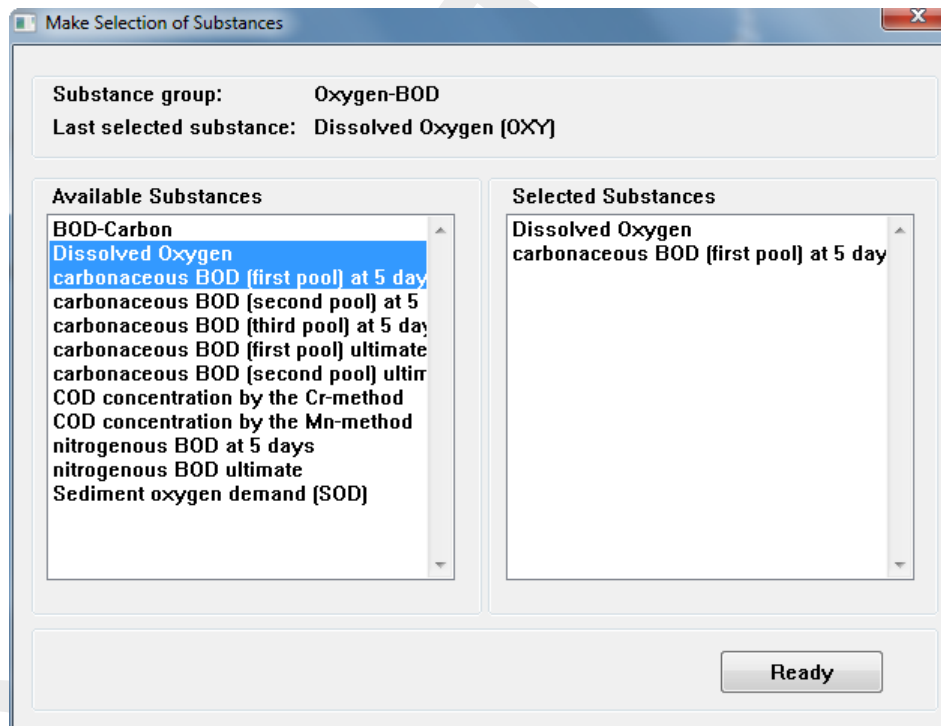 Make Selection of Substances
x
Substance group: Oxygen-BOD
Last selected substance: Dissolved Oxygen (OXY)
Available Substances
BOD-Carbon
Dissolved Oxygen
carbonaceous BOD (first pool) at 5 day
carbonaceous BOD (second pool) at 5
carbonaceous BOD (third pool) at 5 day
carbonaceous BOD (first pool) ultimate
carbonaceous BOD (second pool) ultim
COD concentration by the Cr-method
COD concentration by the Mn-method
nitrogenous BOD at 5 days
nitrogenous BOD ultimate
Sediment oxygen demand (SOD)
Selected Substances
Dissolved Oxygen
carbonaceous BOD (first pool) at 5 day
Ready